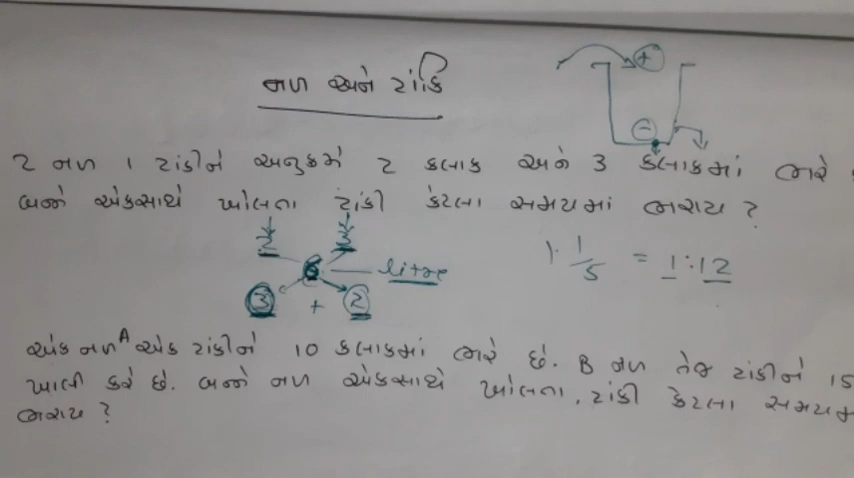 નળ અને ટાંકિ
+
-
2 નળ 1 ટાંકીને અનુક્રમે 2 કલાક અને 3 કલાકમાં ભરે
બન્ને એકસાથે ખોલતા ટાંકી કેટલા સમયમાં ભરાય ?
2 3
6 litre
3 + 2
1 1/5 = 1:12
એક નળ A એક ટાંકીને 10 કલાકમાં ભરે છે. B નળ તેજ ટાંકીને 15
ખાલી કરે છે. બન્ને નળ એકસાથે ખોલતા, ટાંકી કેટલા સમયમ
ભરાય ?